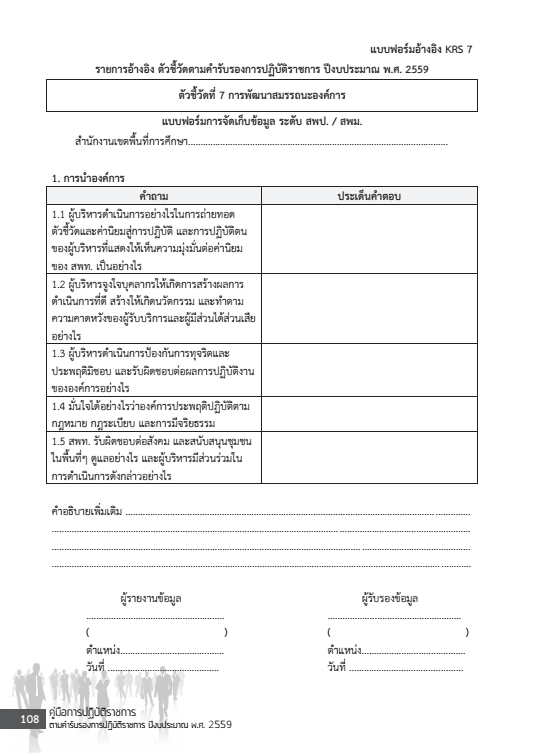 แบบฟอร์มอ้างอิง KRS 7
รายการอ้างอิง ตัวชี้วัดตามคำรับรองการปฏิบัติราชการ ปีงบประมาณ พ.ศ. 2559
ตัวชี้วัดที่ 7 การพัฒนาสมรรถนะองค์การ
แบบฟอร์มการจัดเก็บข้อมูล ระดับ สพป. / สพม.
สำนักงานเขตพื้นที่การศึกษา..........................................................................................
1. การนำองค์การ
คำถาม ประเด็นคำตอบ
1.1 ผู้บริหารดำเนินการอย่างไรในการถ่ายทอด
ตัวชี้วัดและค่านิยมสู่การปฏิบัติ และการปฏิบัติตน
ของผู้บริหารที่แสดงให้เห็นความมุ่งมั่นต่อค่านิยม
ของ สพท. เป็นอย่างไร
1.2 ผู้บริหารจูงใจบุคลากรให้เกิดการสร้างผลการ
ดำเนินการที่ดี สร้างให้เกิดนวัตกรรม และทำตาม
ความคาดหวังของผู้รับบริการและผู้มีส่วนได้ส่วนเสีย
อย่างไร
1.3 ผู้บริหารดำเนินการป้องกันการทุจริตและ
ประพฤติมิชอบ และรับผิดชอบต่อผลการปฏิบัติงาน
ขององค์การอย่างไร
1.4 มั่นใจได้อย่างไรว่าองค์การประพฤติปฏิบัติตาม
กฎหมาย กฎระเบียบ และการมีจริยธรรม
1.5 สพท. รับผิดชอบต่อสังคม และสนับสนุนชุมชน
ในพื้นที่ๆ ดูแลอย่างไร และผู้บริหารมีส่วนร่วมใน
การดำเนินการดังกล่าวอย่างไร
คำอธิบายเพิ่มเติม ....................................................................................................................
............................................................................................................................................
............................................................................................................................................
............................................................................................................................................
ผู้รายงานข้อมูล ผู้รับรองข้อมูล
.............................................. ..............................................
( ) ( )
ตำแหน่ง.................................... ตำแหน่ง....................................
วันที่ ...................................... วันที่ ......................................
108 คู่มือการปฏิบัติราชการ
ตามคำรับรองการปฏิบัติราชการ ปีงบประมาณ พ.ศ. 2559